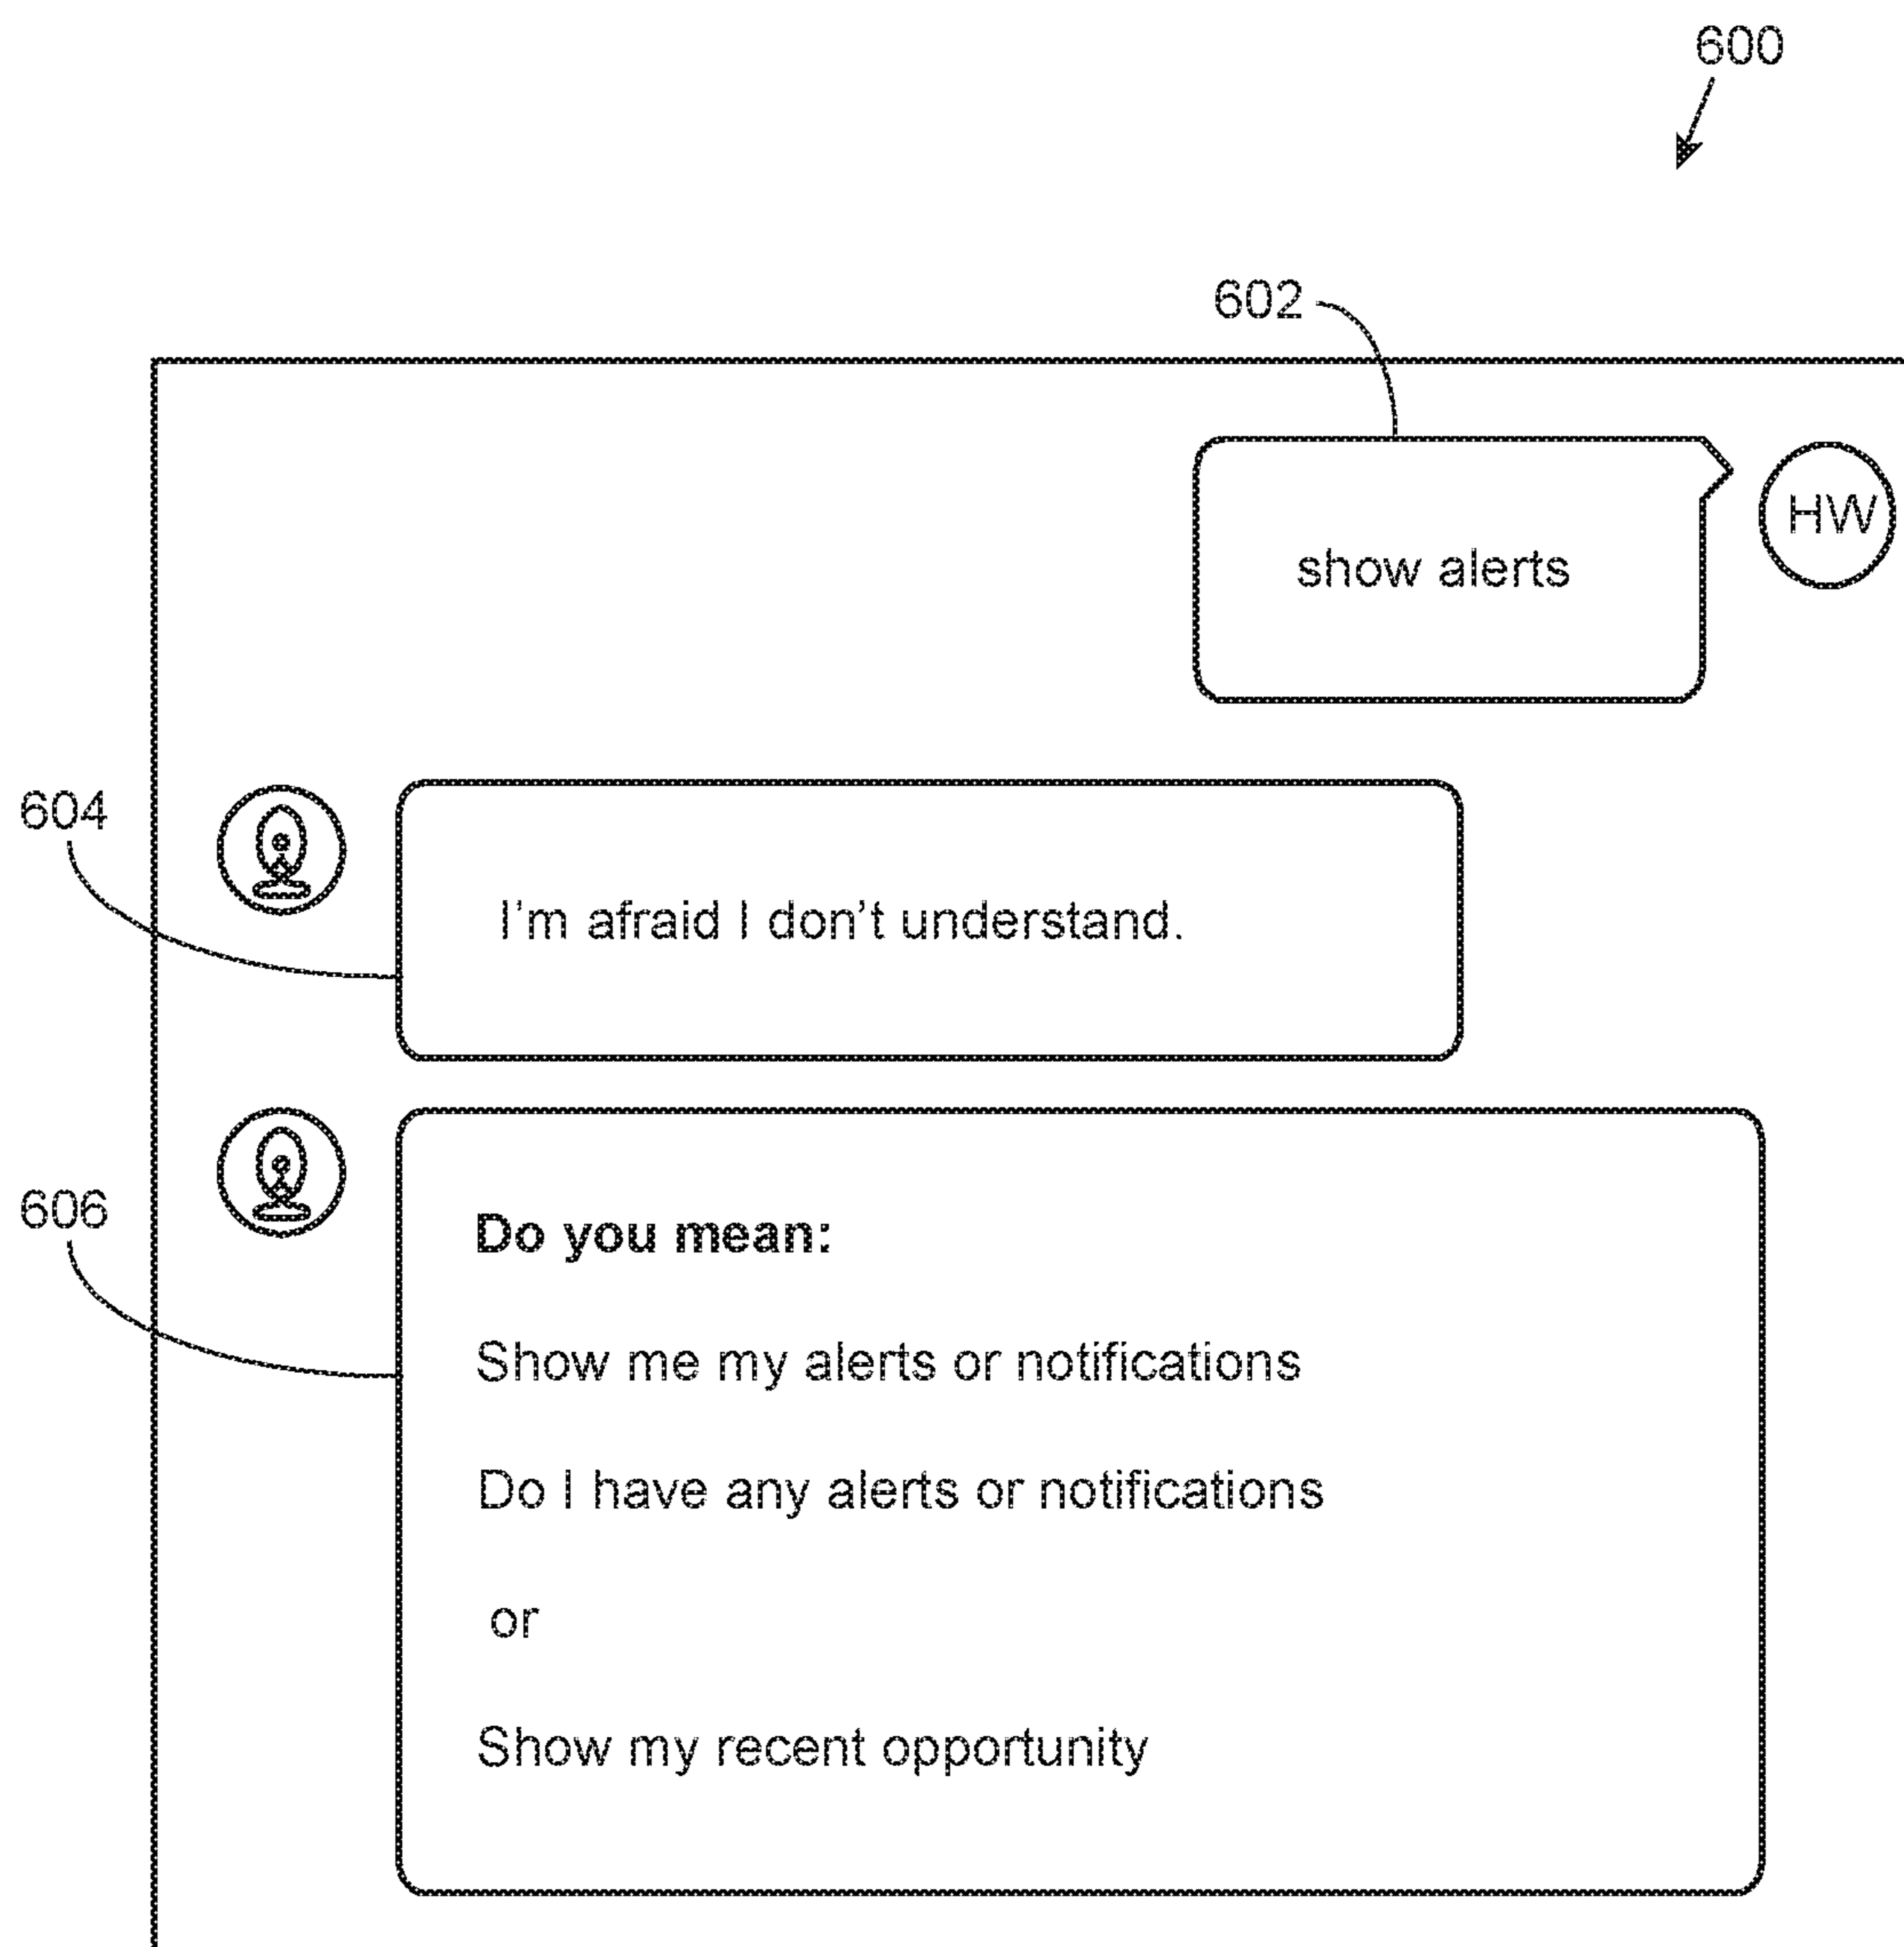 600
602
HW
show alerts
604
I'm afraid I don't understand.
606
Do you mean:
Show me my alerts or notifications
Do I have any alerts or notifications
or
Show my recent opportunity